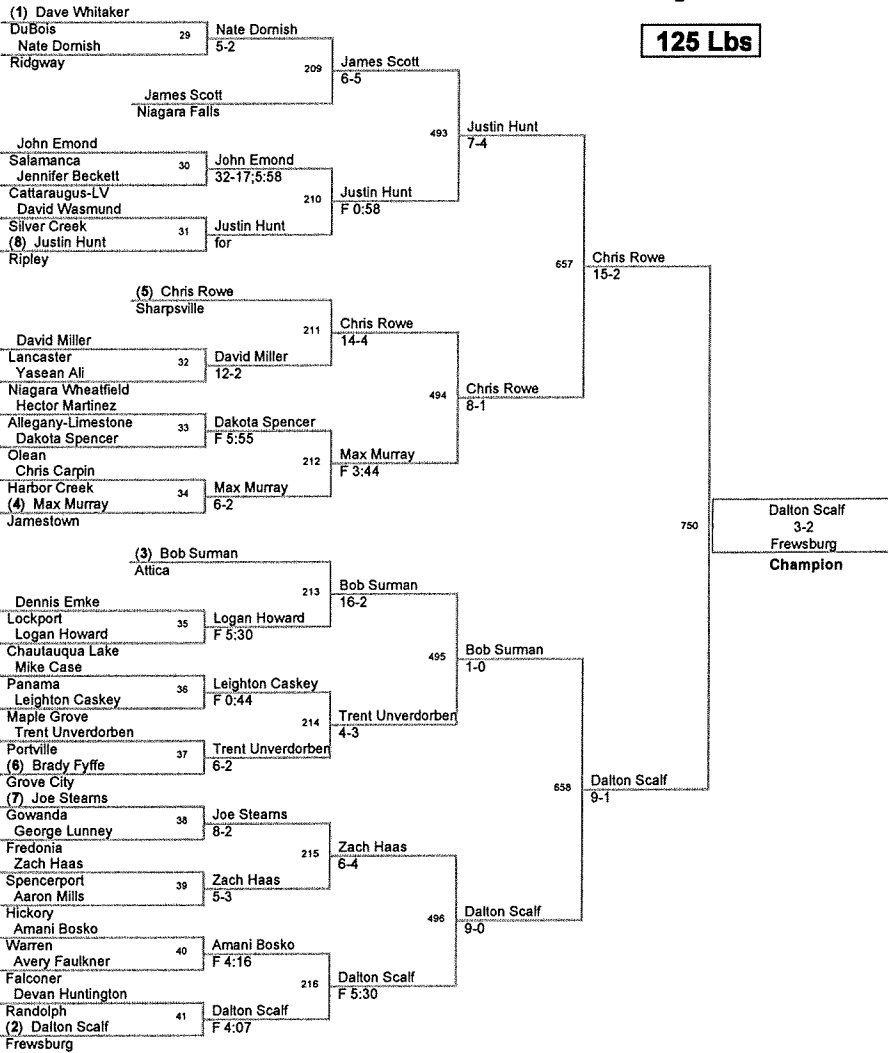 125 Lbs
(1) Dave Whitaker
DuBois
29
Nate Dornish
Ridgway
Nate Dornish
5-2
209
James Scott
Niagara Falls
James Scott
6-5
John Emond
Salamanca
30
Jennifer Beckett
Cattaraugus-LV
John Emond
32-17;5:58
David Wasmund
Silver Creek
31
(8) Justin Hunt
Ripley
Justin Hunt
for
210
Justin Hunt
F 0:58
493
Justin Hunt
7-4
(5) Chris Rowe
Sharpsville
211
Chris Rowe
14-4
David Miller
Lancaster
32
Yasean Ali
Niagara Wheatfield
David Miller
12-2
Hector Martinez
Allegany-Limestone
33
Dakota Spencer
Olean
Dakota Spencer
F 5:55
Chris Carpin
Harbor Creek
34
(4) Max Murray
Jamestown
Max Murray
6-2
212
Max Murray
F 3:44
494
Chris Rowe
8-1
657
Chris Rowe
15-2
(3) Bob Surman
Attica
213
Bob Surman
16-2
Dennis Emke
Lockport
35
Logan Howard
Chautauqua Lake
Logan Howard
F 5:30
Mike Case
Panama
36
Leighton Caskey
Maple Grove
Leighton Caskey
F 0:44
Trent Unverdorben
Portville
37
(6) Brady Fyffe
Grove City
Trent Unverdorben
6-2
214
Trent Unverdorben
4-3
495
Bob Surman
1-0
(7) Joe Stearns
Gowanda
38
George Lunney
Fredonia
Joe Stearns
8-2
Zach Haas
Spencerport
39
Aaron Mills
Hickory
Zach Haas
5-3
215
Zach Haas
6-4
Amani Bosko
Warren
40
Avery Faulkner
Falconer
Amani Bosko
F 4:16
Devan Huntington
Randolph
41
(2) Dalton Scalf
Frewsburg
Dalton Scalf
F 4:07
216
Dalton Scalf
F 5:30
496
Dalton Scalf
9-0
658
Dalton Scalf
9-1
750
Dalton Scalf
3-2
Frewsburg
Champion